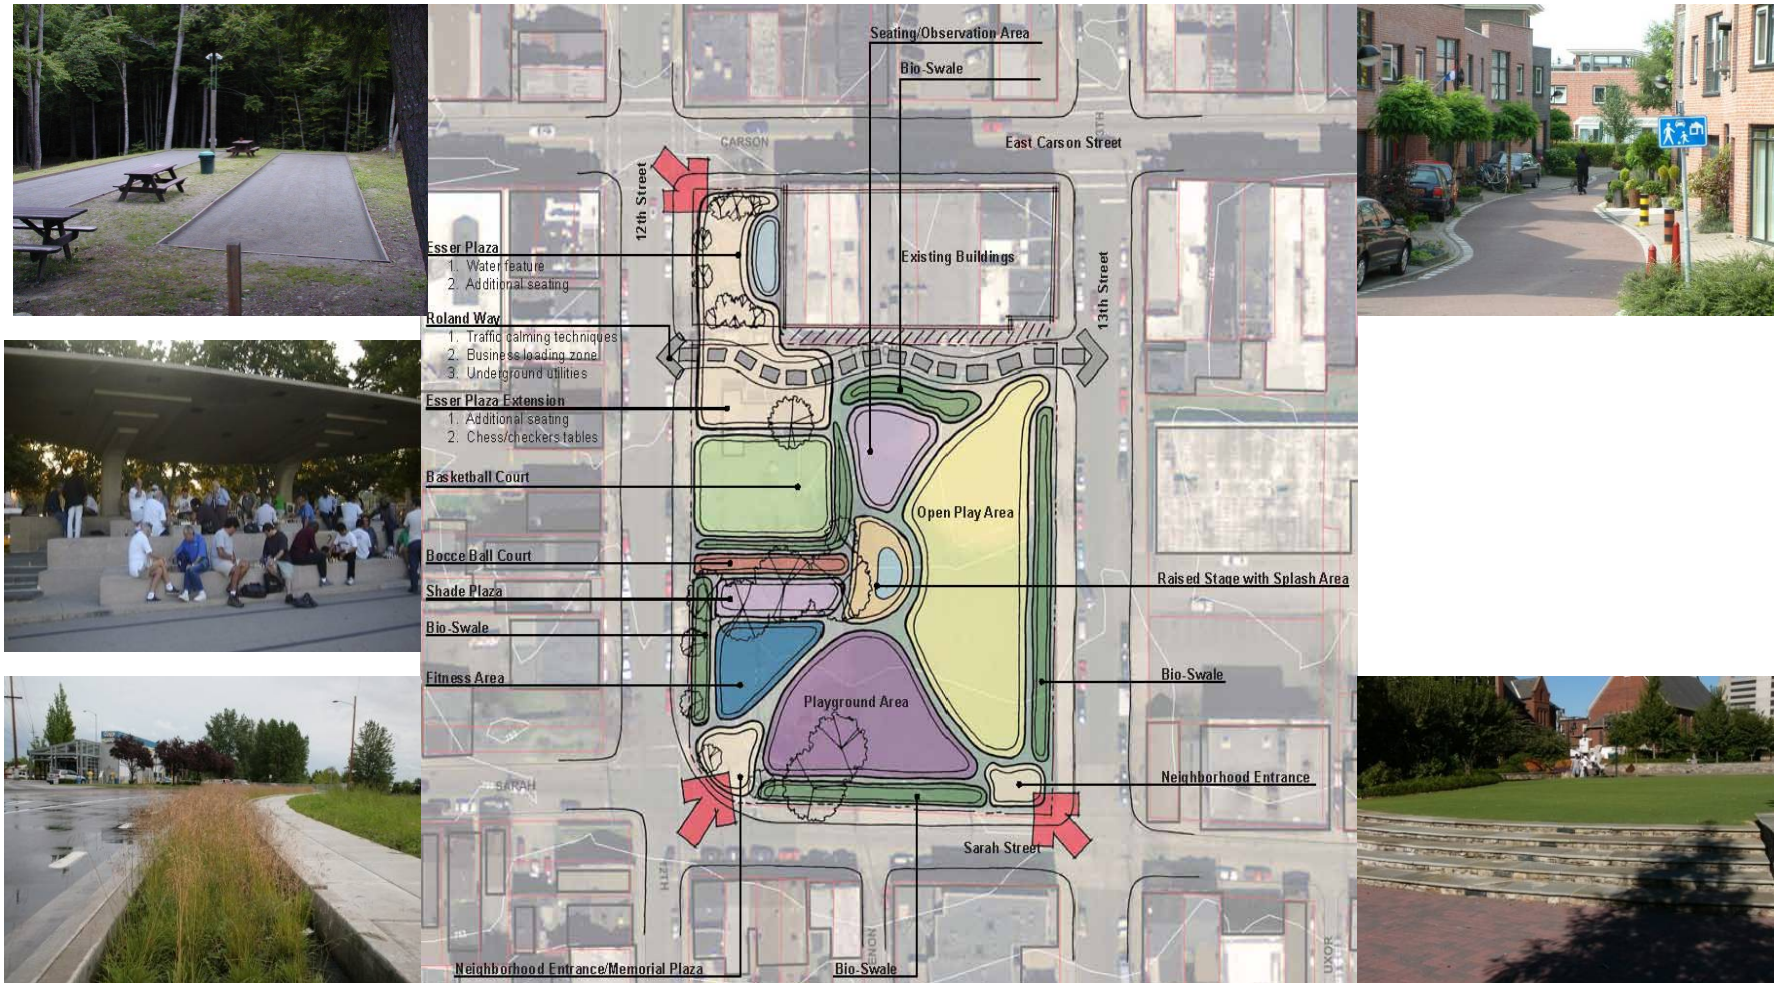 Seating/Observation Area
Bio-Swale
CARSON
East Carson Street
13TH
12th Street
Esser Plaza
1. Water feature
2. Additional seating
Existing Buildings
13th Street
Roland Way
1. Traffic calming techniques
2. Business loading zone
3. Underground utilities
Esser Plaza Extension
1. Additional seating
2. Chess/checkers tables
Basketball Court
Open Play Area
Bocce Ball Court
Raised Stage with Splash Area
Shade Plaza
Bio-Swale
Bio-Swale
Fitness Area
Playground Area
SARAH
Neighborhood Entrance
Sarah Street
12TH
UXOR
Neighborhood Entrance/Memorial Plaza
Bio-Swale